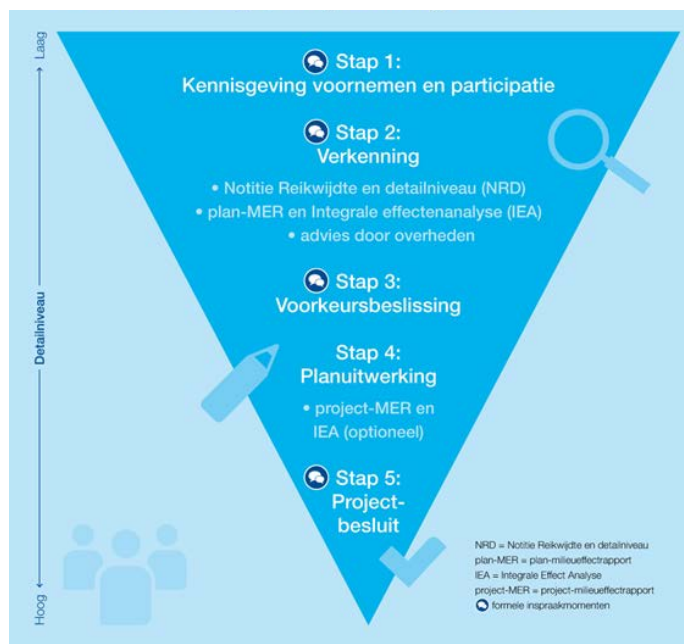 Laag
Detailniveau
Hoog
Stap 1:
Kennisgeving voornemen en participatie
Stap 2:
Verkenning
• Notitie Reikwijdte en detailniveau (NRD)
• plan-MER en Integrale effectenanalyse (IEA)
• advies door overheden
Stap 3:
Voorkeursbeslissing
Stap 4:
Planuitwerking
• project-MER en
IEA (optioneel)
Stap 5:
Project-
besluit
NRD = Notitie Reikwijdte en detailniveau
plan-MER = plan-milieueffectrapport
IEA = Integrale Effect Analyse
project-MER = project-milieueffectrapport
formele inspraakmomenten